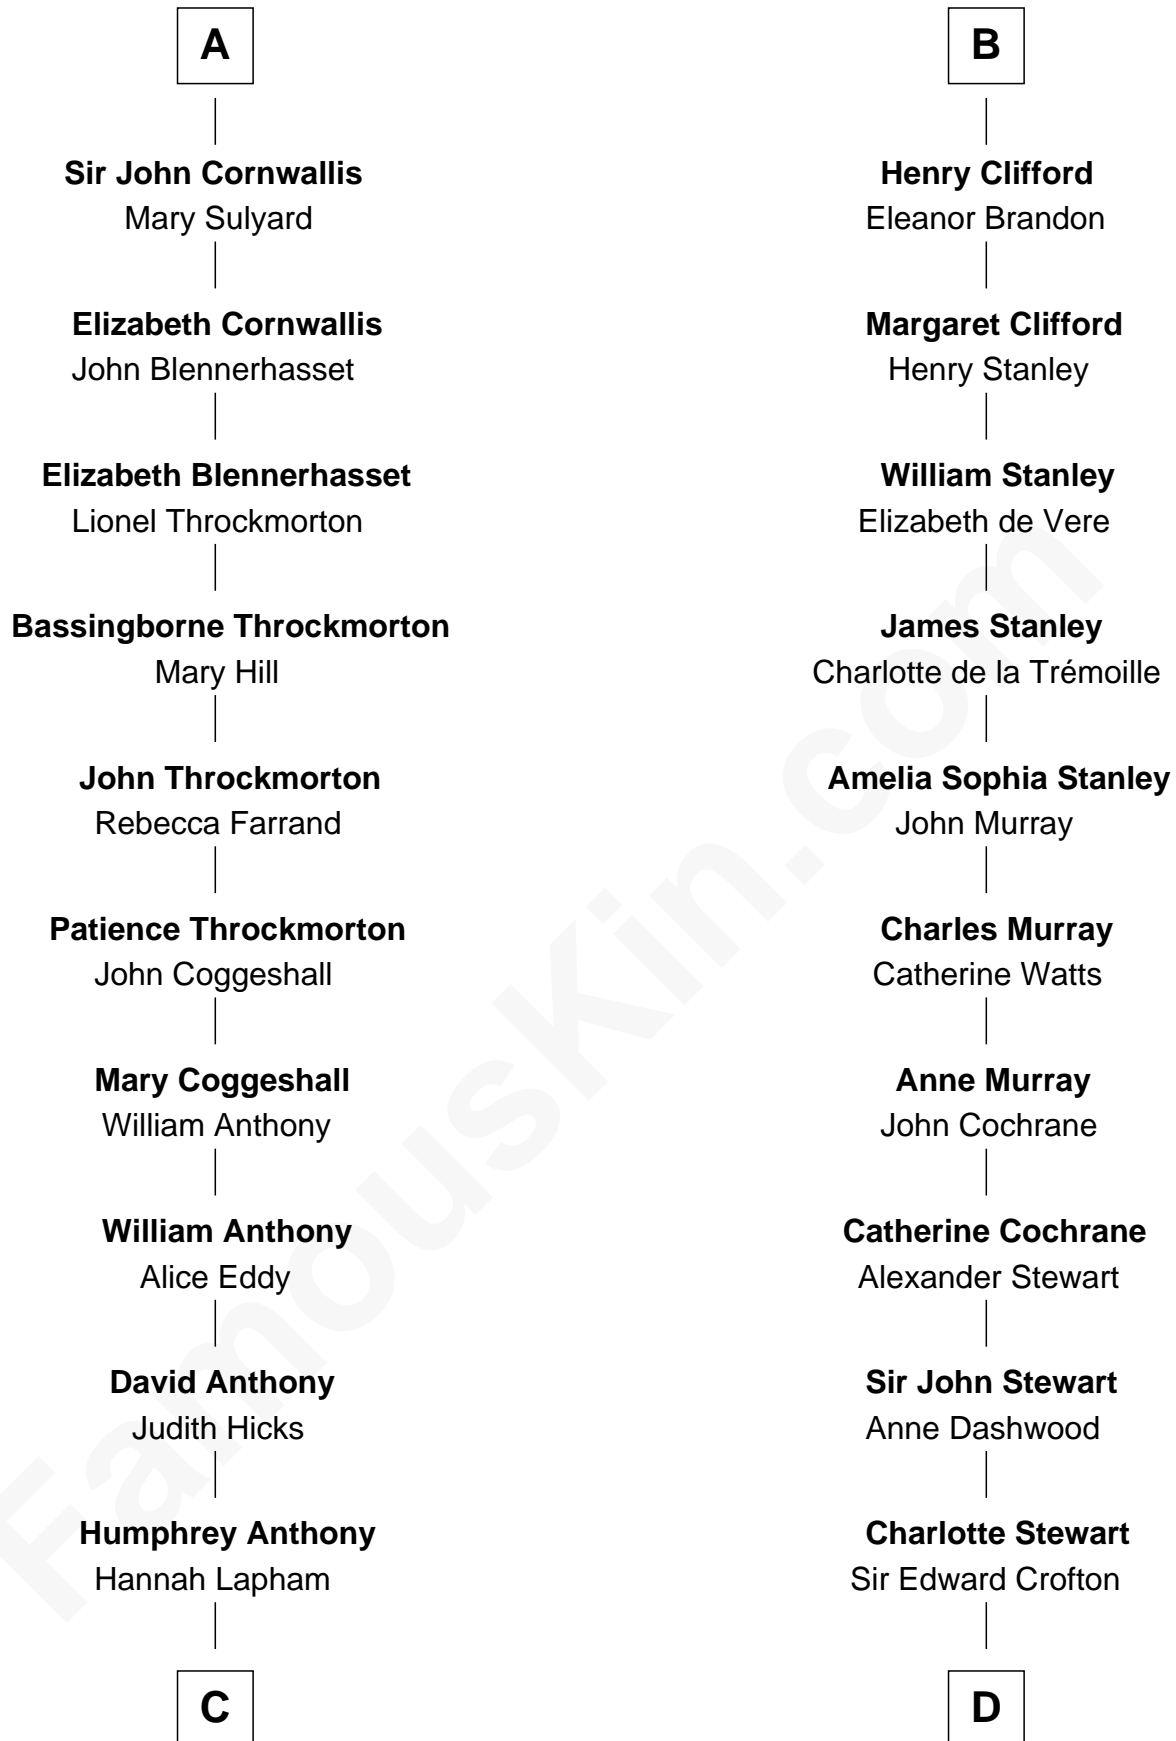 A
Sir John Cornwallis
Mary Sulyard
Elizabeth Cornwallis
John Blennerhasset
Elizabeth Blennerhasset
Lionel Throckmorton
Bassingborne Throckmorton
Mary Hill
John Throckmorton
Rebecca Farrand
Patience Throckmorton
John Coggeshall
Mary Coggeshall
William Anthony
William Anthony
Alice Eddy
David Anthony
Judith Hicks
Humphrey Anthony
Hannah Lapham
C
B
Henry Clifford
Eleanor Brandon
Margaret Clifford
Henry Stanley
William Stanley
Elizabeth de Vere
James Stanley
Charlotte de la Trémoille
Amelia Sophia Stanley
John Murray
Charles Murray
Catherine Watts
Anne Murray
John Cochrane
Catherine Cochrane
Alexander Stewart
Sir John Stewart
Anne Dashwood
Charlotte Stewart
Sir Edward Crofton
D
FamousKin.com